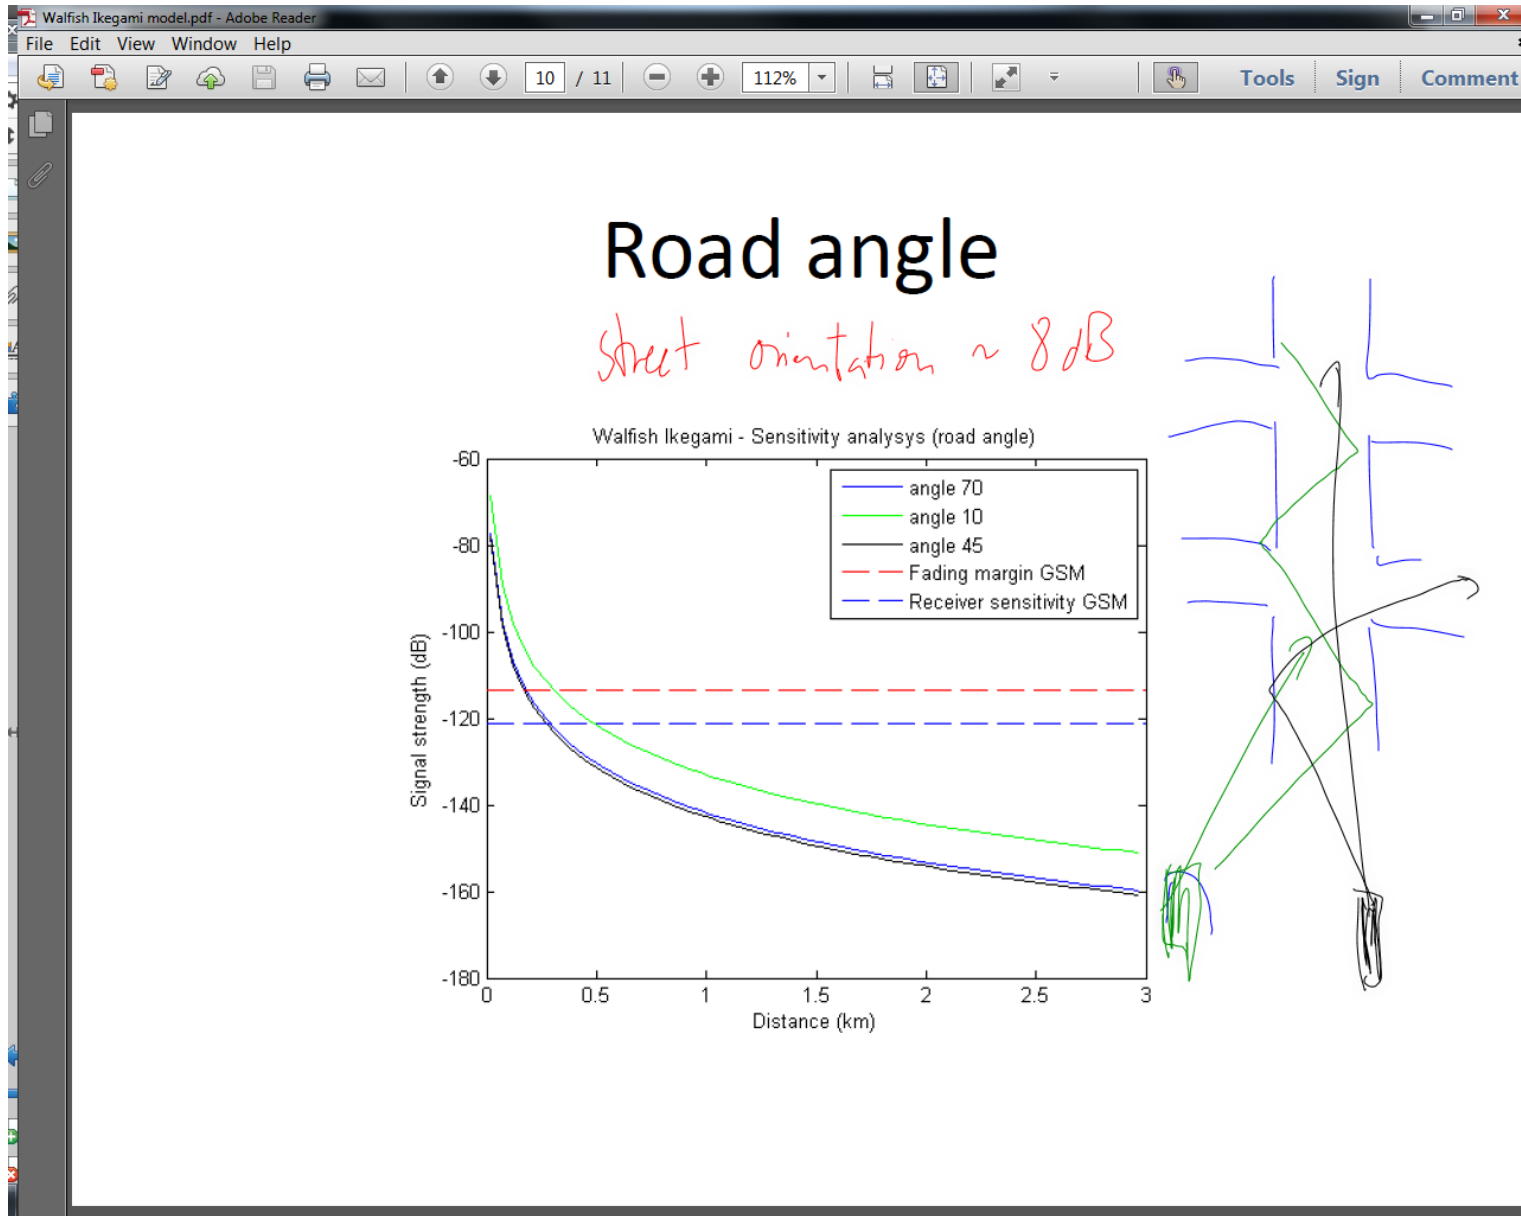 Walfish Ikegami model.pdf - Adobe Reader
File Edit View Window Help
10 / 11 112% Tools Sign Comment
Road angle
street orientation ~ 8 dB
Walfish Ikegami - Sensitivity analysys (road angle)
angle 70
angle 10
angle 45
Fading margin GSM
Receiver sensitivity GSM
Signal strength (dB)
-60
-80
-100
-120
-140
-160
-180
0 0.5 1 1.5 2 2.5 3
Distance (km)